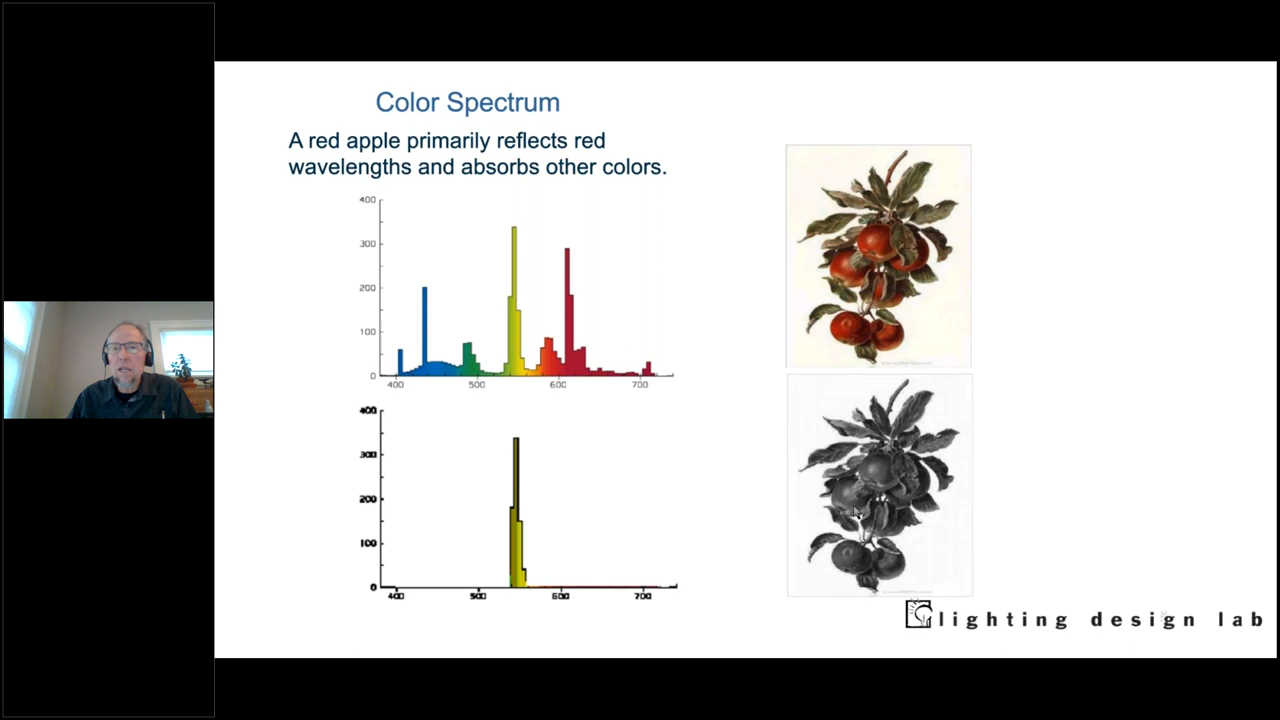 Color Spectrum
A red apple primarily reflects red
wavelengths and absorbs other colors.
400
300
200
100
0
400 500 600 700
400
300
200
100
0
400 500 600 700
lighting design lab